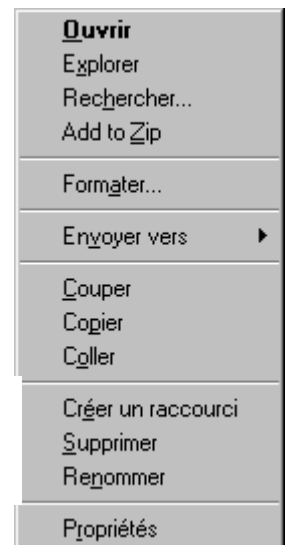 Ouvrir
Explorer
Rechercher...
Add to Zip
Formater...
Envoyer vers
Couper
Copier
Coller
Créer un raccourci
Supprimer
Renommer
Propriétés